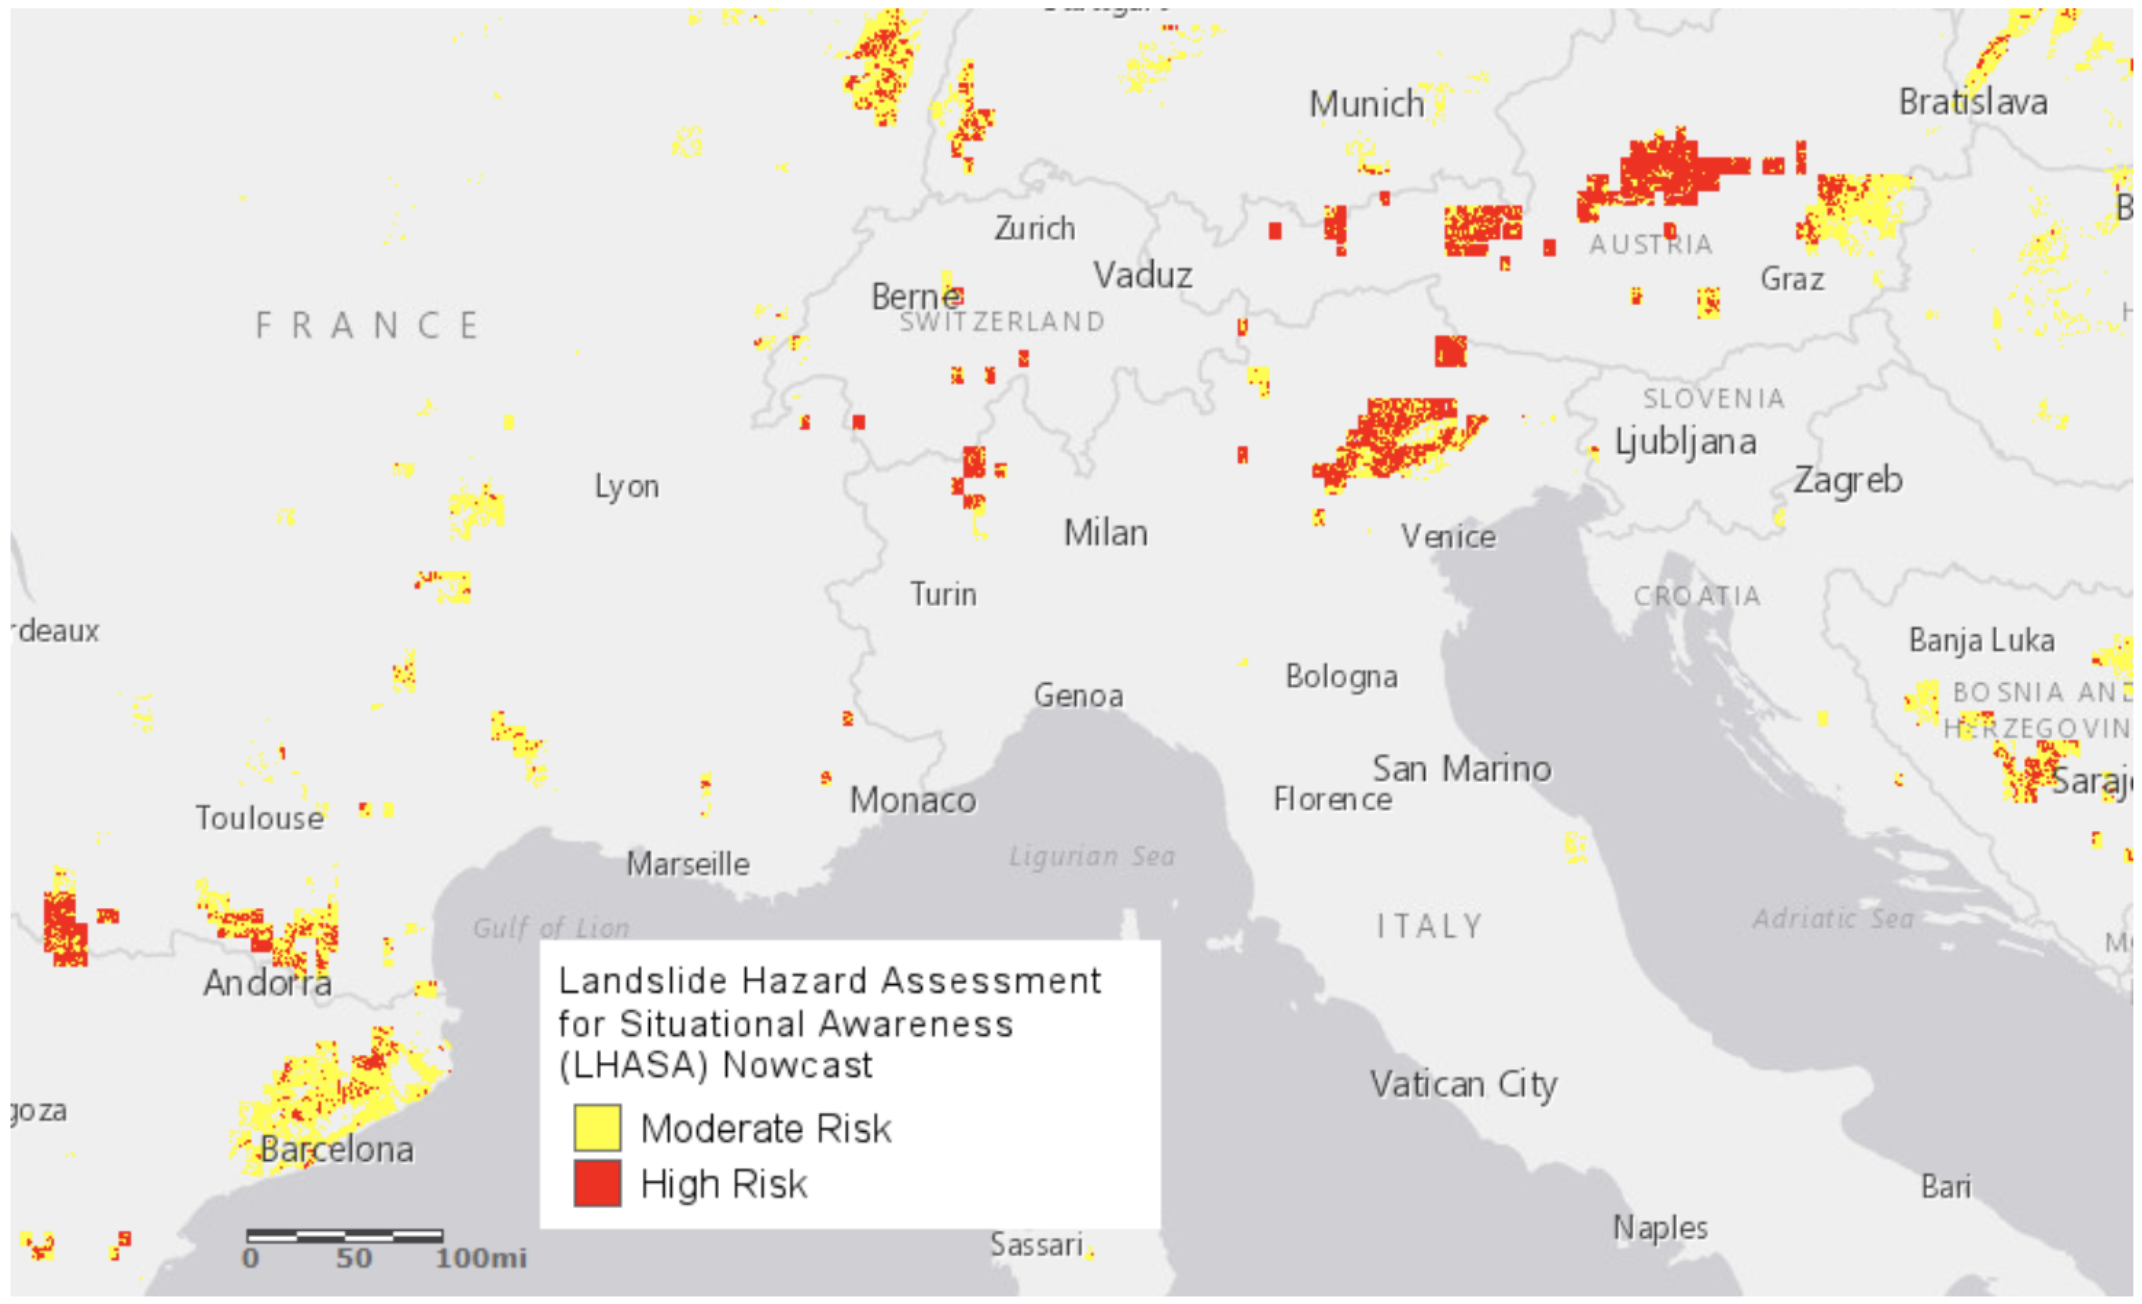 Munich
Bratislava
Zurich
AUSTRIA
Vaduz
Graz
Berne
FRANCE
SWITZERLAND
SLOVENIA
Ljubljana
Lyon
Zagreb
Milan
Venice
Turin
CROATIA
rdeaux
Banja Luka
Bologna
Genoa
BOSNIA AND
HERZEGOVIN
San Marino
Saraje
Monaco
Florence
Toulouse
Marseille
Ligurian Sea
Gulf of Lion
ITALY
Adriatic Sea
Andorra
Landslide Hazard Assessment
for Situational Awareness
(LHASA) Nowcast
Moderate Risk
High Risk
Vatican City
goza
Barcelona
Bari
Naples
Sassari
0 50 100mi